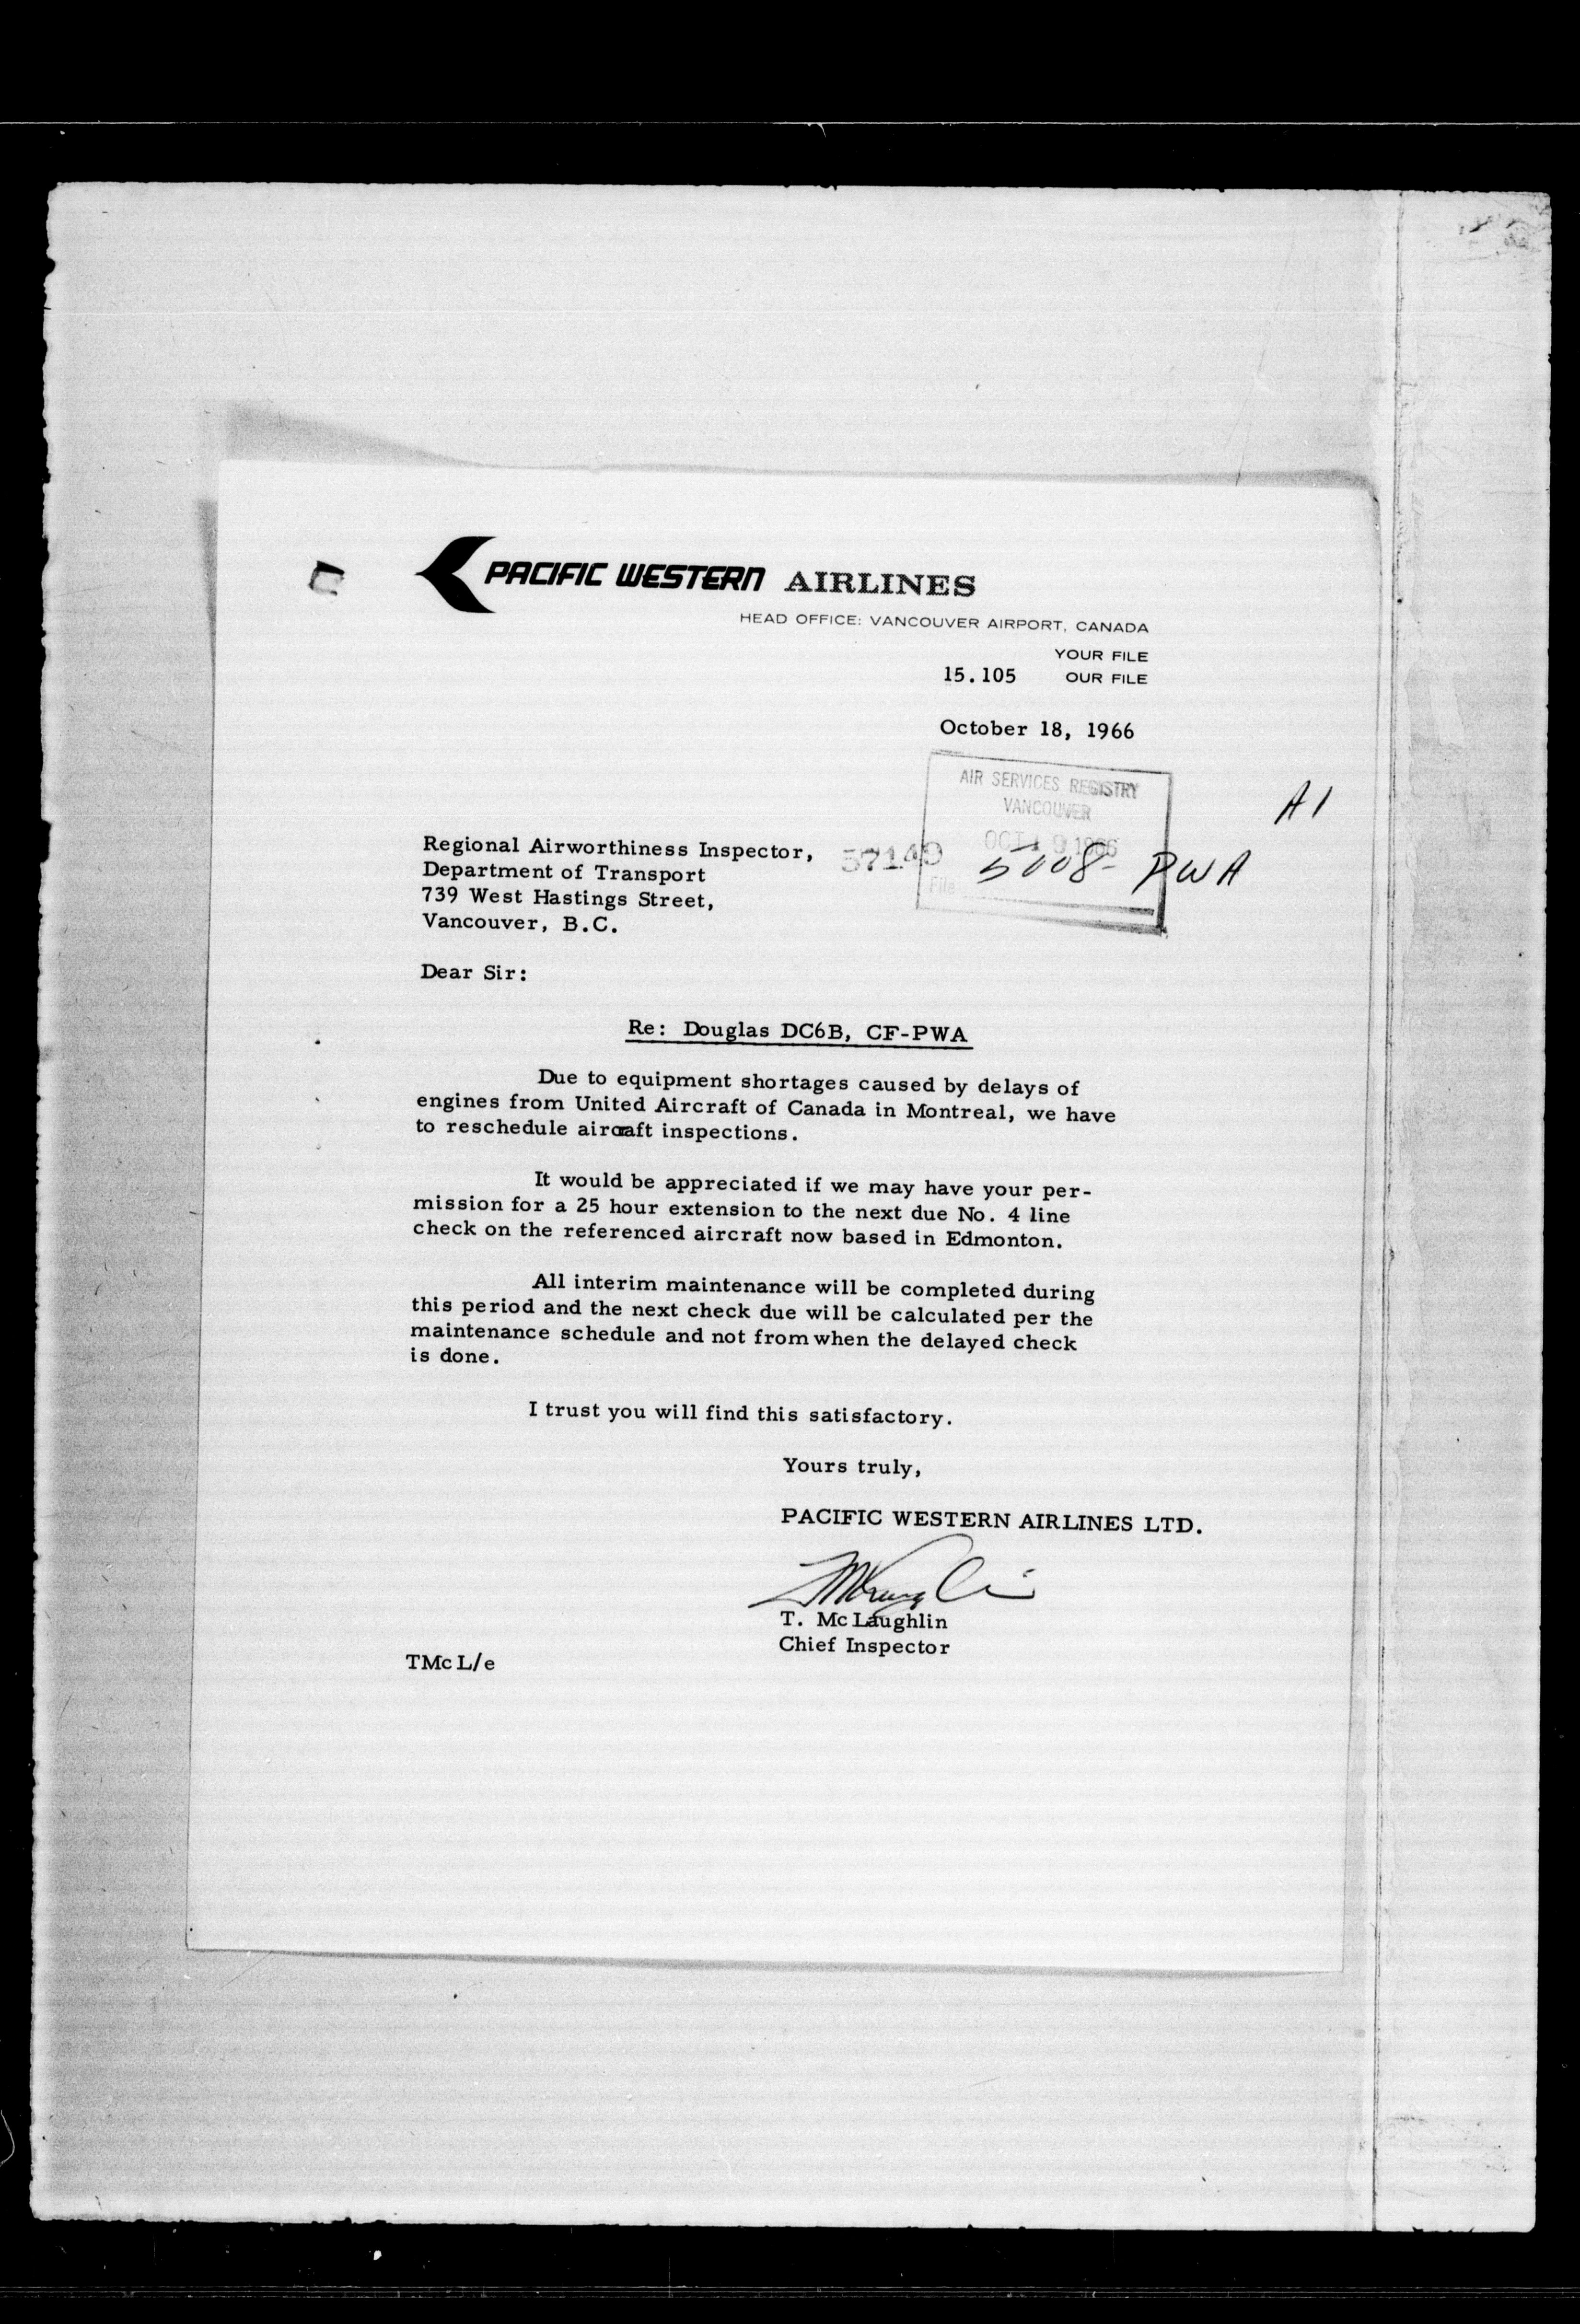 PACIFIC WESTERN AIRLINES
HEAD OFFICE: VANCOUVER AIRPORT, CANADA
YOUR FILE
15.105 OUR FILE
October 18, 1966
AIR SERVICES REGISTRY
VANCOUVER
A1
OCT 19 1966
57149
File 5008- PWA
Regional Airworthiness Inspector,
Department of Transport
739 West Hastings Street,
Vancouver, B.C.
Dear Sir:
Re: Douglas DC6B, CF-PWA
Due to equipment shortages caused by delays of
engines from United Aircraft of Canada in Montreal, we have
to reschedule aircraft inspections.
It would be appreciated if we may have your per-
mission for a 25 hour extension to the next due No. 4 line
check on the referenced aircraft now based in Edmonton.
All interim maintenance will be completed during
this period and the next check due will be calculated per the
maintenance schedule and not from when the delayed check
is done.
I trust you will find this satisfactory.
Yours truly,
PACIFIC WESTERN AIRLINES LTD.
T. McLaughlin
Chief Inspector
TMcL/e